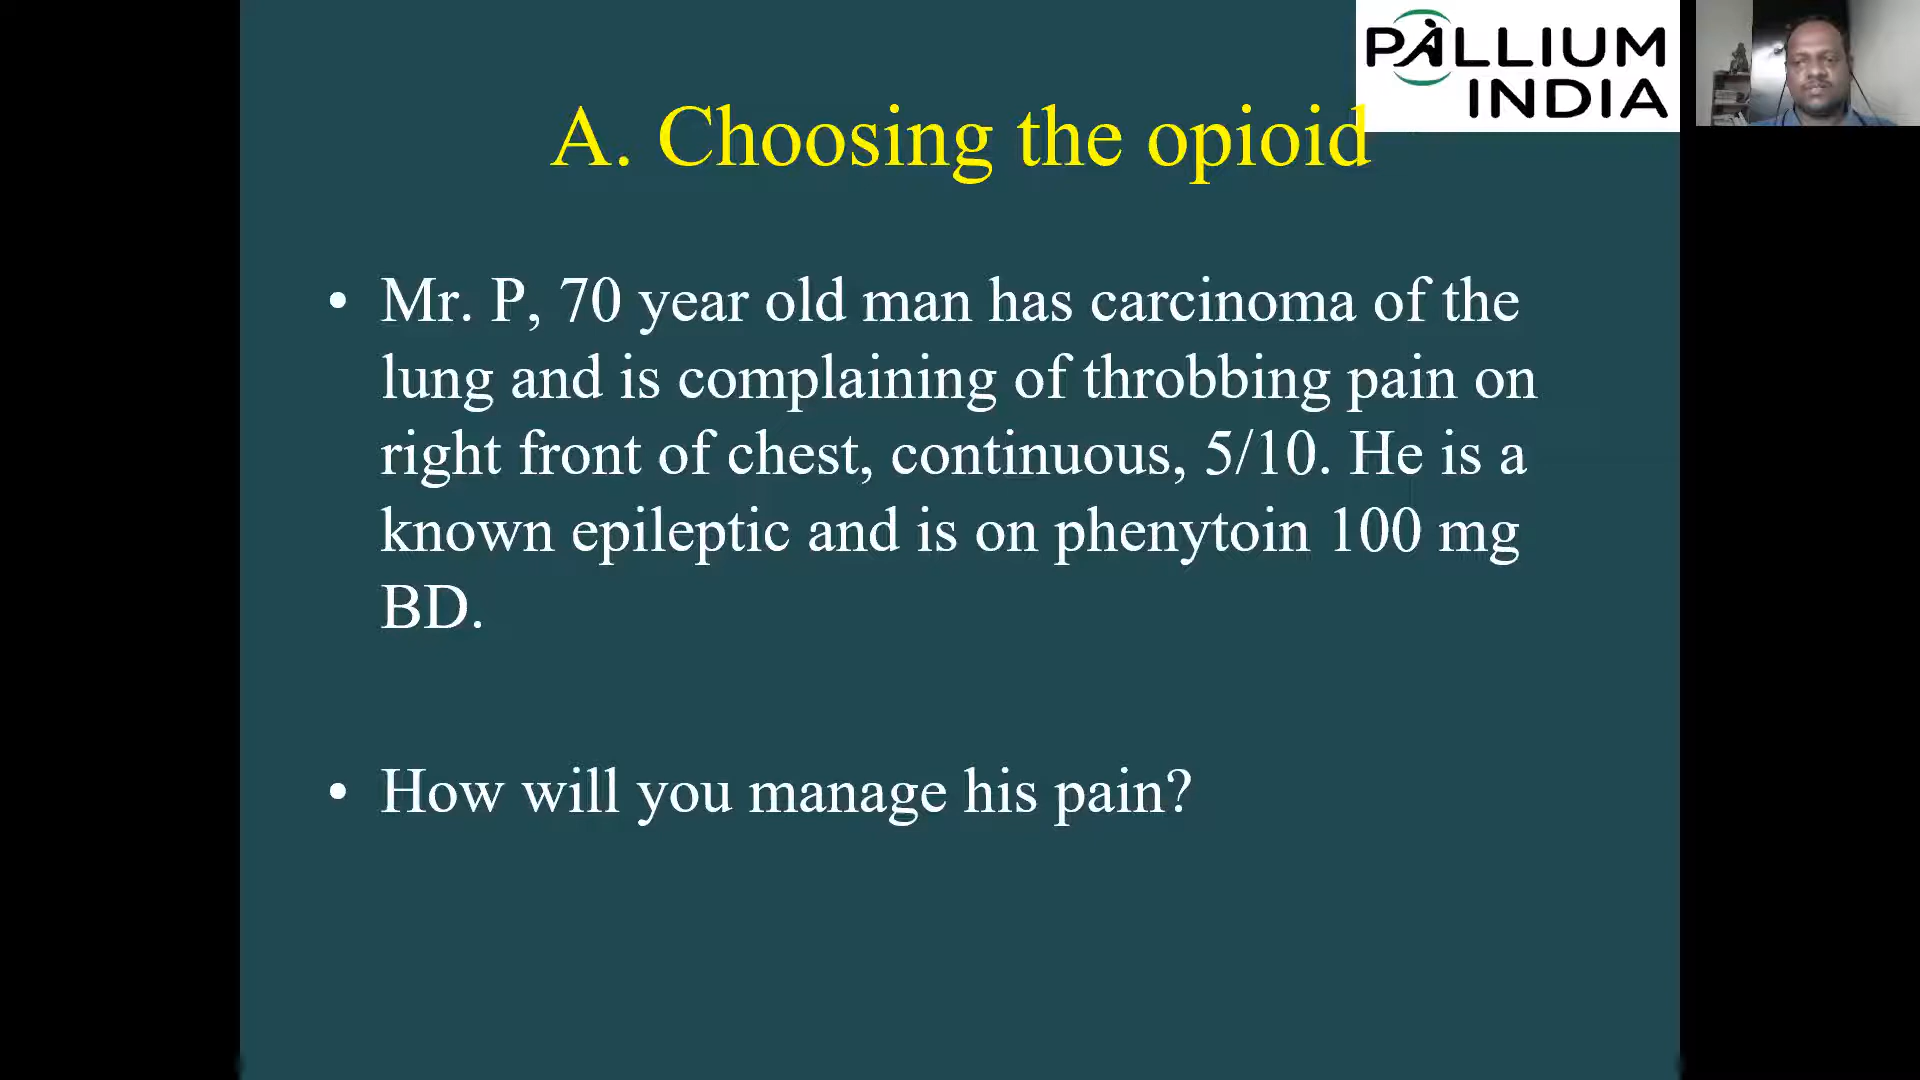 PALLIUM
INDIA
A. Choosing the opioid
• Mr. P, 70 year old man has carcinoma of the
lung and is complaining of throbbing pain on
right front of chest, continuous, 5/10. He is a
known epileptic and is on phenytoin 100 mg
BD.
• How will you manage his pain?